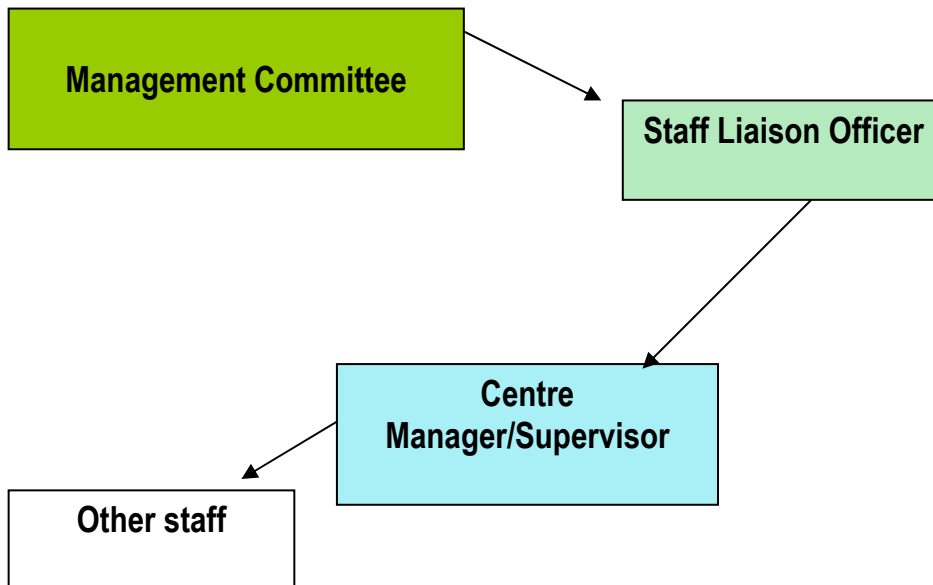 Management Committee
Staff Liaison Officer
Centre
Manager/Supervisor
Other staff